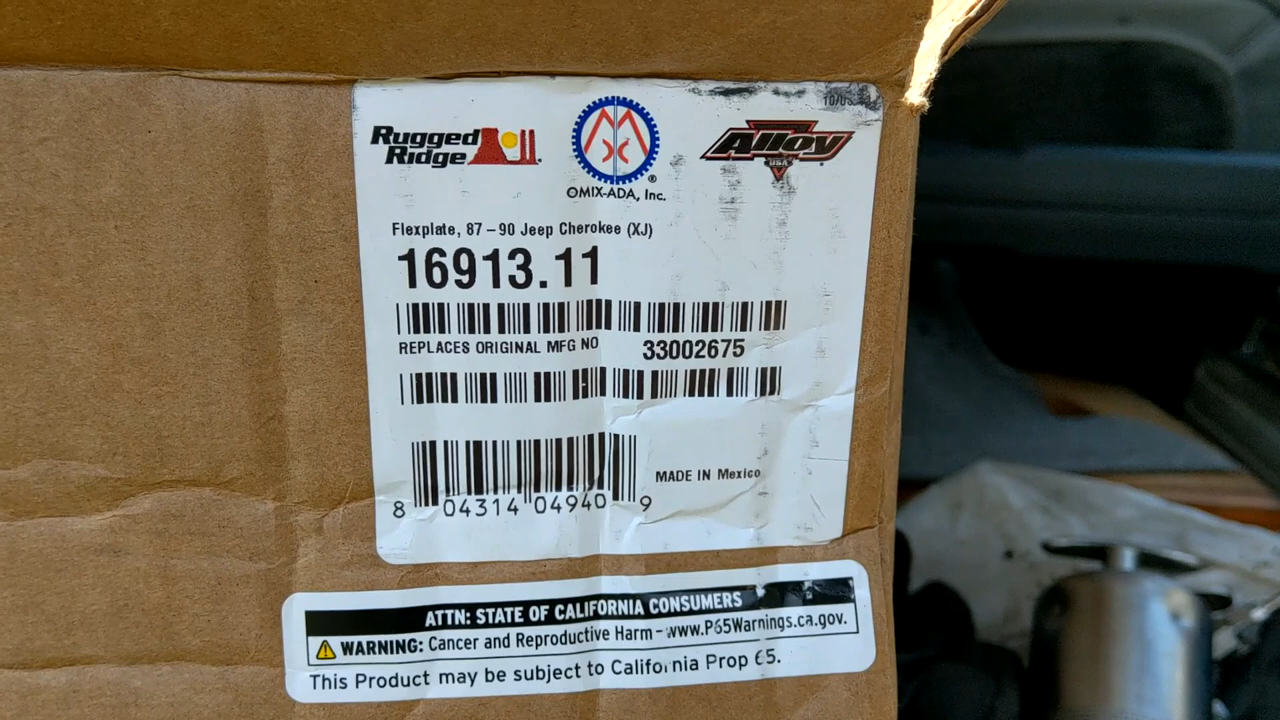 10/03
Rugged
Ridge
Alloy
USA
OMIX-ADA, Inc.
Flexplate, 87 – 90 Jeep Cherokee (XJ)
16913.11
REPLACES ORIGINAL MFG NO 33002675
MADE IN Mexico
8 04314 04940 9
ATTN: STATE OF CALIFORNIA CONSUMERS
WARNING: Cancer and Reproductive Harm – www.P65Warnings.ca.gov.
This Product may be subject to California Prop 65.